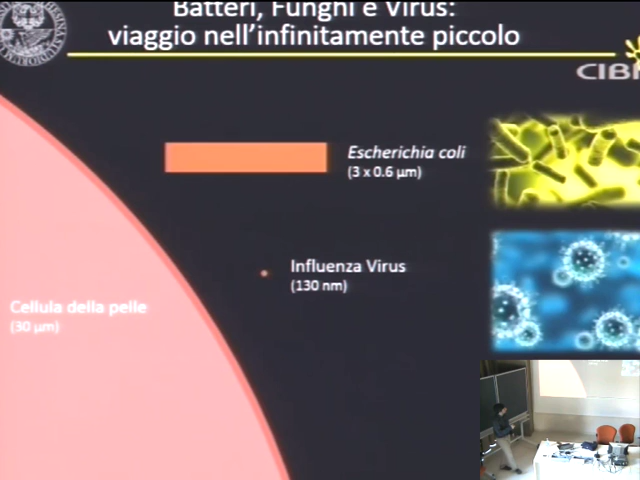 Batteri, Funghi e Virus:
viaggio nell'infinitamente piccolo
Escherichia coli
(3 x 0.6 µm)
Influenza Virus
(130 nm)
Cellula della pelle
(30 µm)